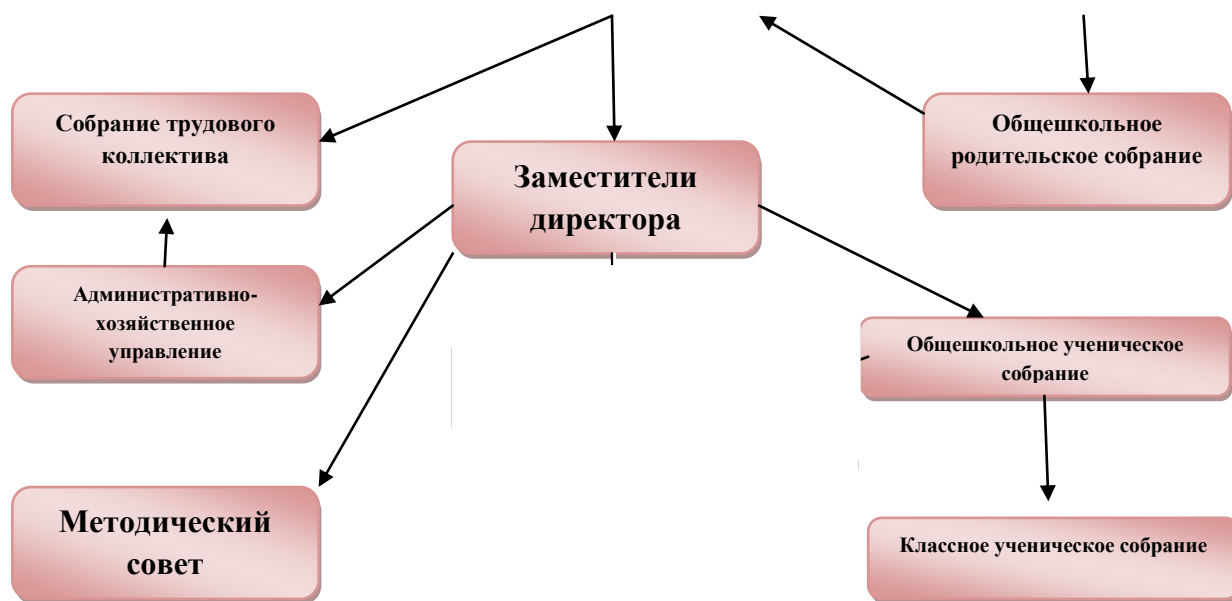 Собрание трудового
коллектива
Общешкольное
родительское собрание
Заместители
директора
Административно-
хозяйственное
управление
Общешкольное ученическое
собрание
Методический
совет
Классное ученическое собрание